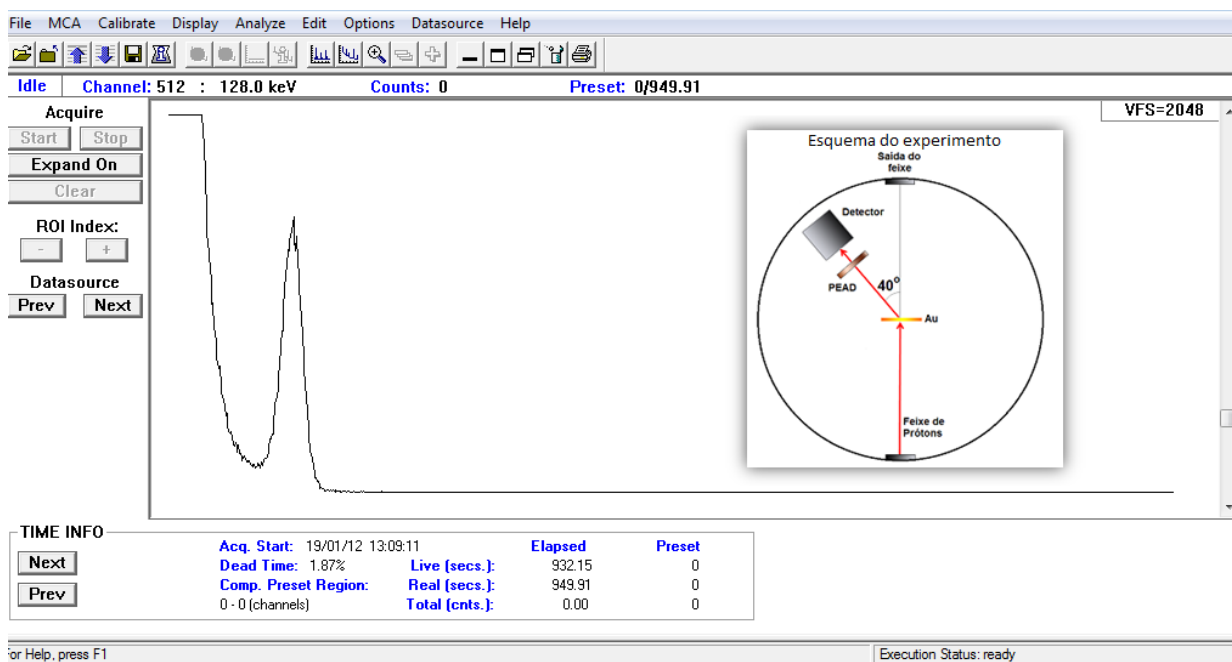 File MCA Calibrate Display Analyze Edit Options Datasource Help
Idle Channel: 512 : 128.0 keV Counts: 0 Preset: 0/949.91
Acquire
Start Stop
Expand On
Clear
ROI Index:
- +
Datasource
Prev Next
VFS=2048
Esquema do experimento
Saída do
feixe
Detector
PEAD
40°
Au
Feixe de
Prótons
TIME INFO
Next
Prev
Acq. Start: 19/01/12 13:09:11 Elapsed Preset
Dead Time: 1.87% Live (secs.): 932.15 0
Comp. Preset Region: Real (secs.): 949.91 0
0 - 0 (channels) Total (cnts.): 0.00 0
For Help, press F1 Execution Status: ready